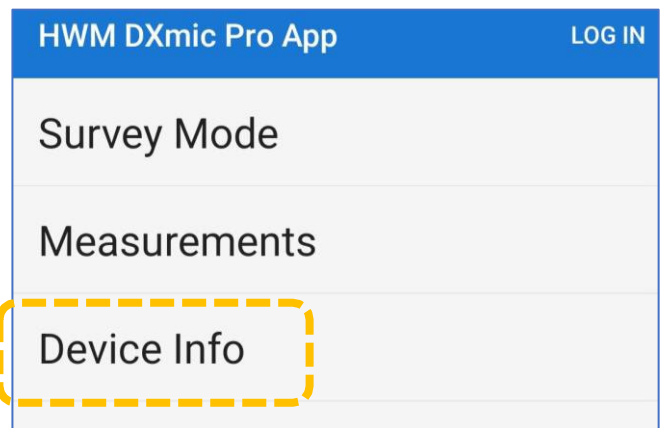 HWM DXmic Pro App LOG IN
Survey Mode
Measurements
Device Info